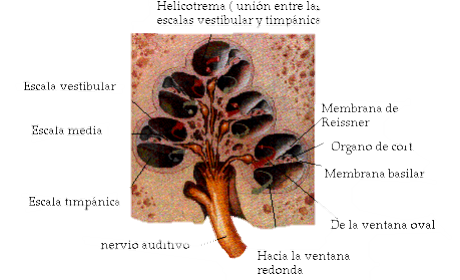 Helicotrema ( unión entre las
escalas vestibular y timpánica
Escala vestibular
Membrana de
Reissner
Escala media
Organo de cort
Membrana basilar
Escala timpánica
De la ventana oval
nervio auditivo
Hacia la ventana
redonda